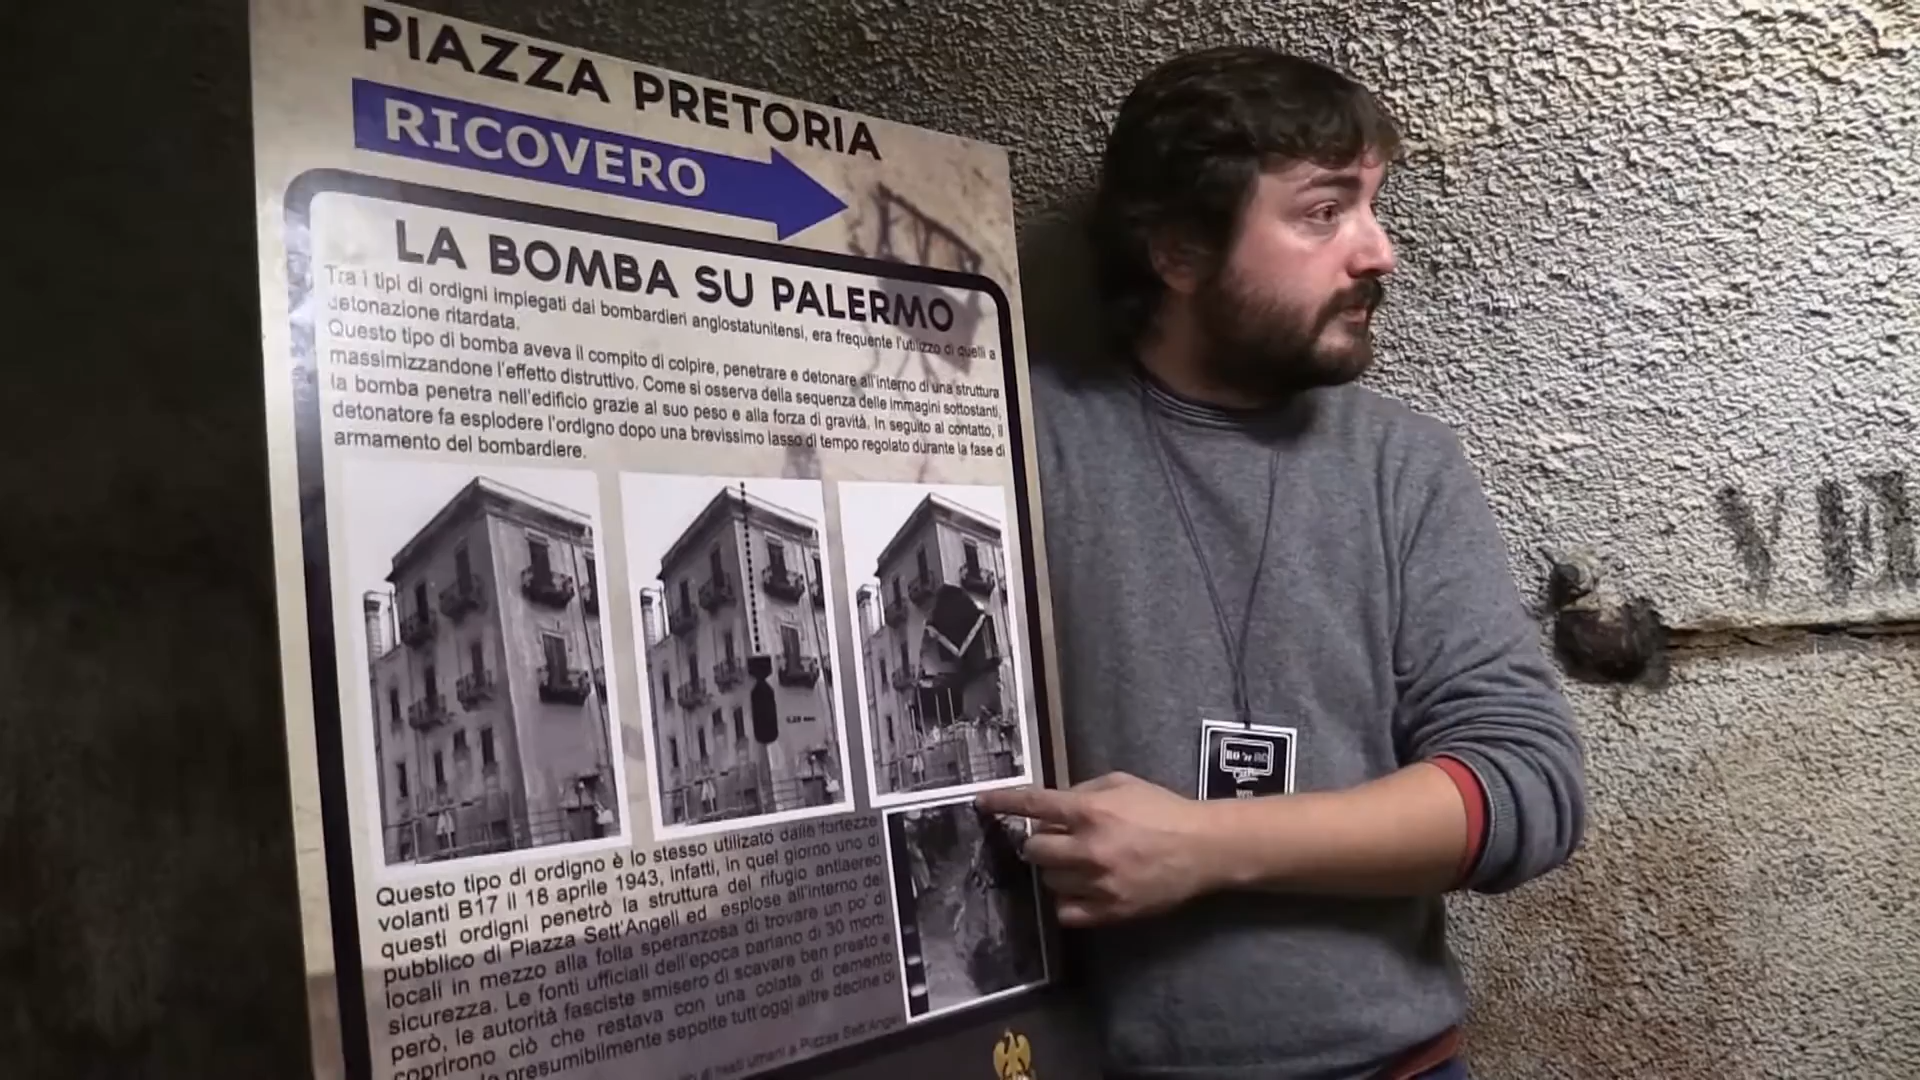 PIAZZA PRETORIA
RICOVERO
LA BOMBA SU PALERMO
Tra i tipi di ordigni impiegati dai bombardieri anglostatunitensi, era frequente l'utilizzo di quelli a
detonazione ritardata.
Questo tipo di bomba aveva il compito di colpire, penetrare e detonare all'interno di una struttura
massimizzandone l'effetto distruttivo. Come si osserva della sequenza delle immagini sottostanti,
la bomba penetra nell'edificio grazie al suo peso e alla forza di gravità. In seguito al contatto, il
detonatore fa esplodere l'ordigno dopo una brevissimo lasso di tempo regolato durante la fase di
armamento del bombardiere.
Questo tipo di ordigno è lo stesso utilizato dalle fortezze
volanti B17 il 18 aprile 1943, infatti, in quel giorno uno di
questi ordigni penetrò la struttura del rifugio antiaereo
pubblico di Piazza Sett'Angeli ed esplose all'interno dei
locali in mezzo alla folla speranzosa di trovare un po' di
sicurezza. Le fonti ufficiali dell'epoca parlano di 30 morti
però, le autorità fasciste smisero di scavare ben presto e
coprirono ciò che restava con una colata di cemento
presumibilmente sepolte tutt'oggi altre decine di
di resti umani a Piazza Sett'Angeli